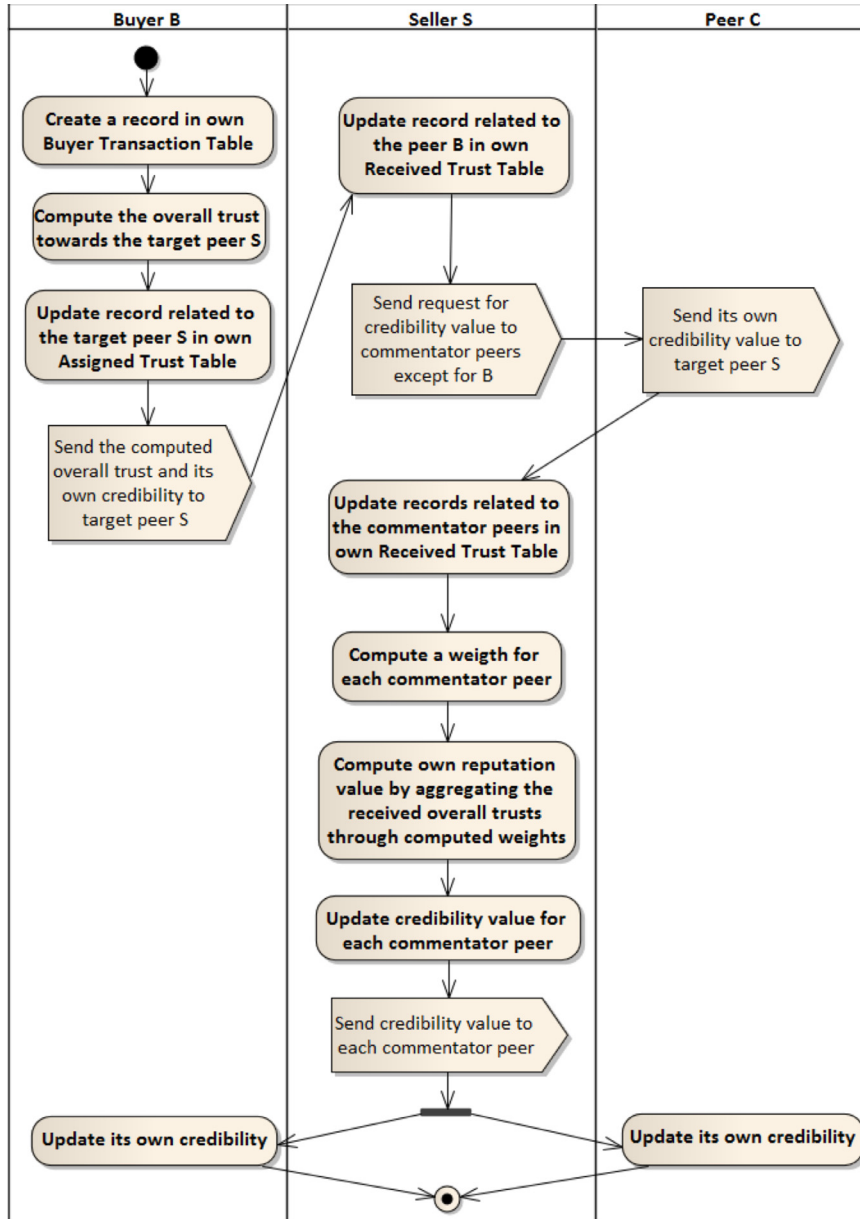 Buyer B
Seller S
Peer C
Create a record in own
Buyer Transaction Table
Compute the overall trust
towards the target peer S
Update record related to
the target peer S in own
Assigned Trust Table
Send the computed
overall trust and its
own credibility to
target peer S
Update record related to
the peer B in own
Received Trust Table
Send request for
credibility value to
commentator peers
except for B
Send its own
credibility value to
target peer S
Update records related to
the commentator peers in
own Received Trust Table
Compute a weigth for
each commentator peer
Compute own reputation
value by aggregating the
received overall trusts
through computed weights
Update credibility value for
each commentator peer
Send credibility value to
each commentator peer
Update its own credibility
Update its own credibility